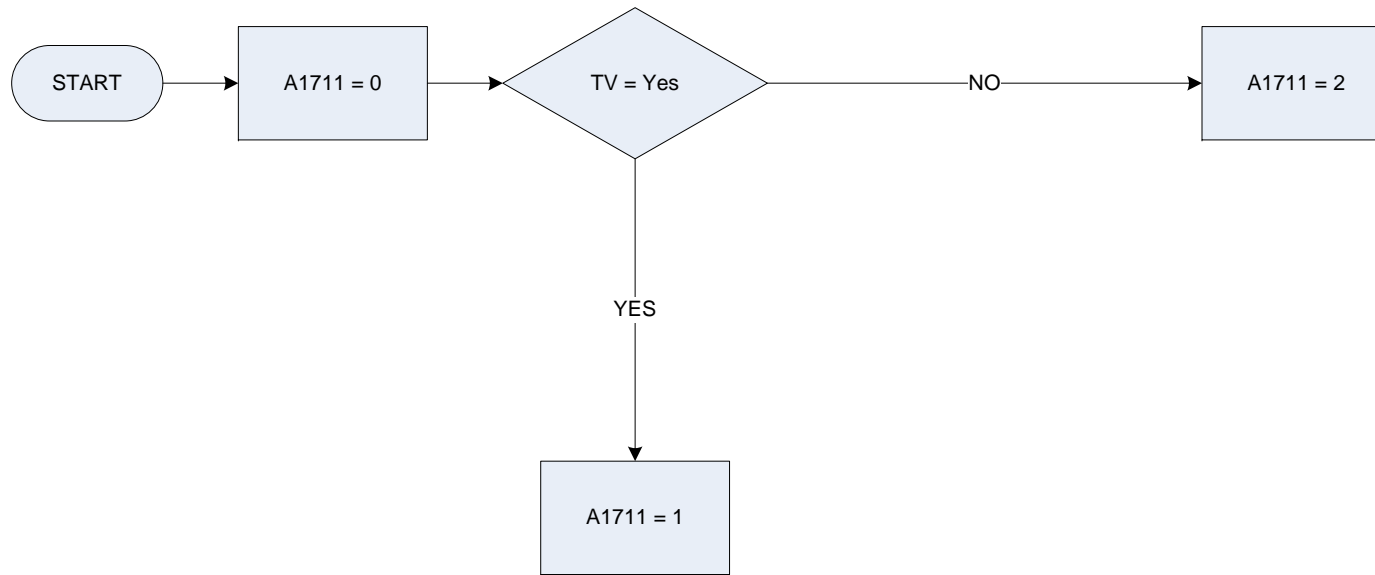 START
A1711 = 0
TV = Yes
NO
A1711 = 2
YES
A1711 = 1